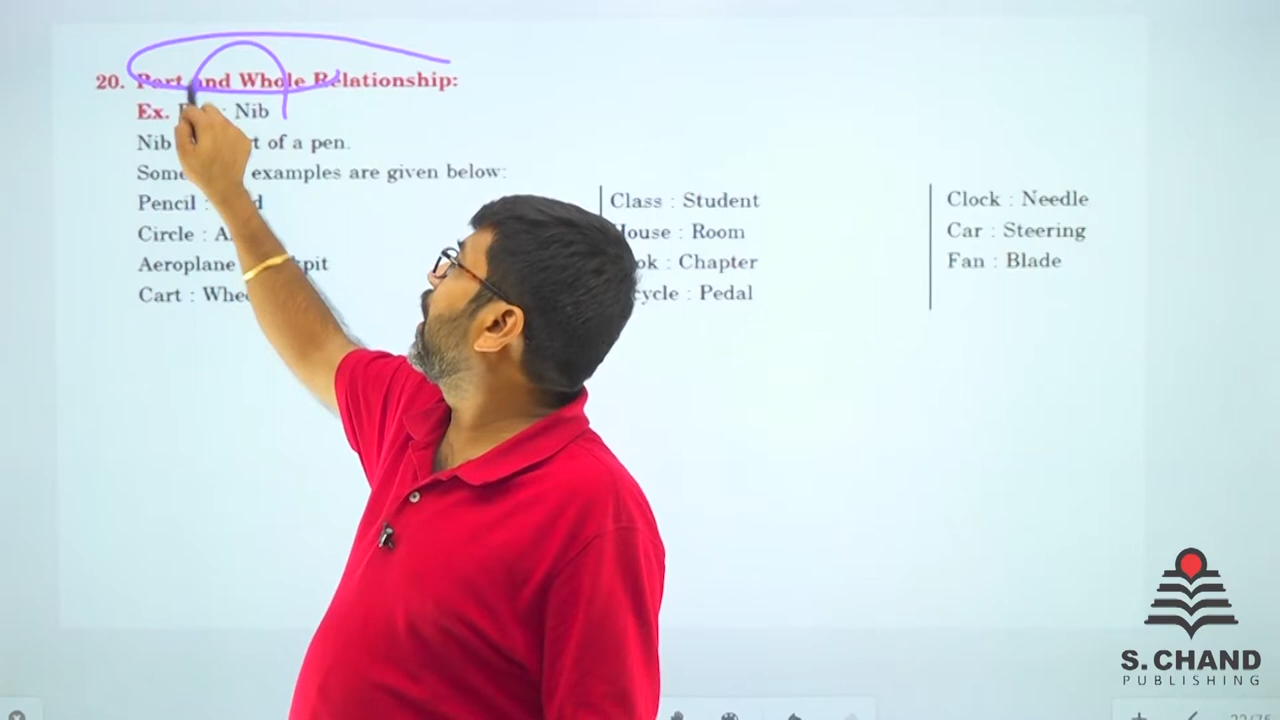 20. Part and Whole Relationship:
Ex. : Nib
Nib of a pen.
Some examples are given below:
Pencil :
Circle :
Aeroplane
Cart :
Class : Student
: Room
: Chapter
: Pedal
Clock : Needle
Car : Steering
Fan : Blade
S. CHAND
PUBLISHING